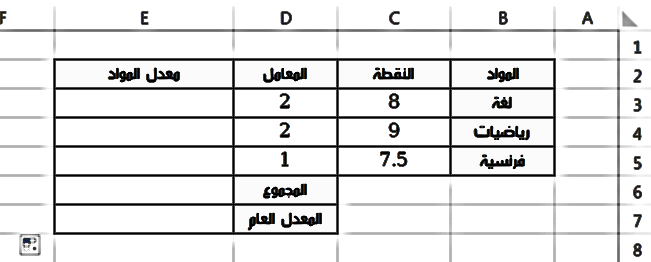 A B C D E F
1
2 المواد النقطة المعامل معدل المواد
3 لغة 8 2
4 رياضيات 9 2
5 فرنسية 7.5 1
6 المجموع
7 المعدل العام
8